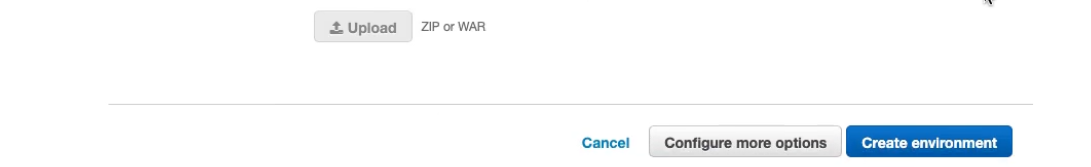 Upload ZIP or WAR
Cancel Configure more options Create environment